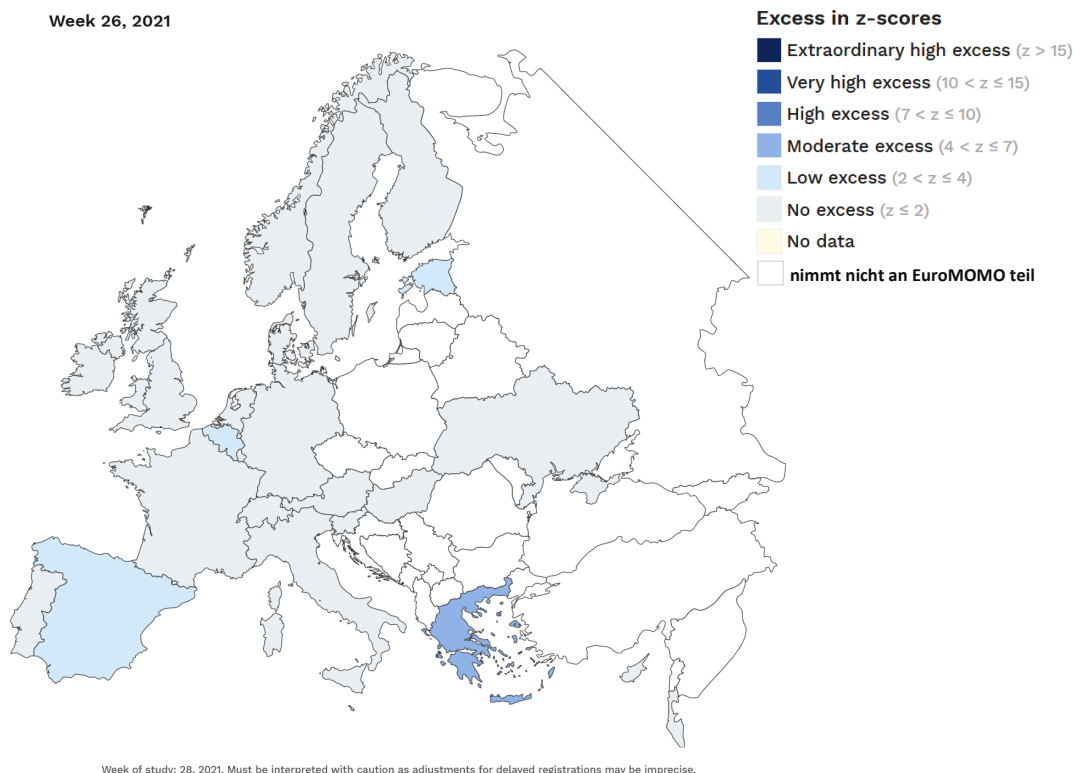 Week 26, 2021
Excess in z-scores
Extraordinary high excess (z > 15)
Very high excess (10 < z ≤ 15)
High excess (7 < z ≤ 10)
Moderate excess (4 < z ≤ 7)
Low excess (2 < z ≤ 4)
No excess (z ≤ 2)
No data
nimmt nicht an EuroMOMO teil
Week of study: 28, 2021. Must be interpreted with caution as adjustments for delayed registrations may be imprecise.